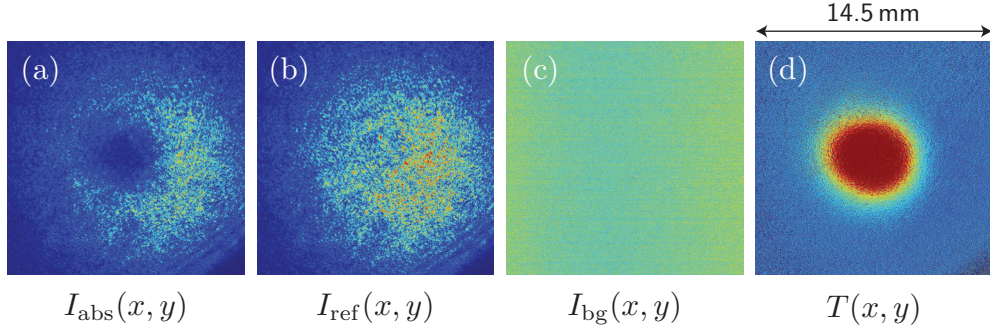 14.5 mm
(a)
(b)
(c)
(d)
I_abs(x, y)
I_ref(x, y)
I_bg(x, y)
T(x, y)